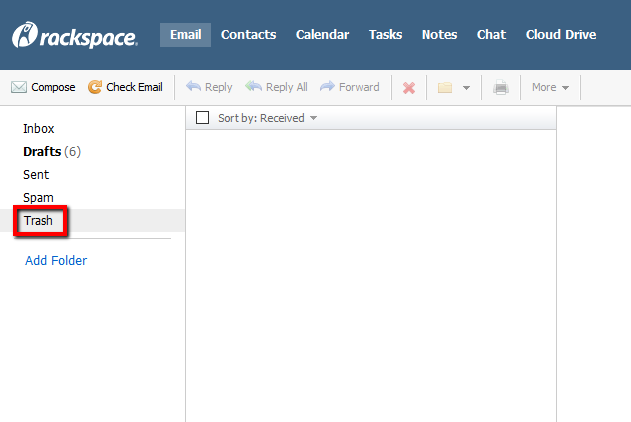 rackspace. Email Contacts Calendar Tasks Notes Chat Cloud Drive
Compose Check Email Reply Reply All Forward More
Sort by: Received
Inbox
Drafts (6)
Sent
Spam
Trash
Add Folder